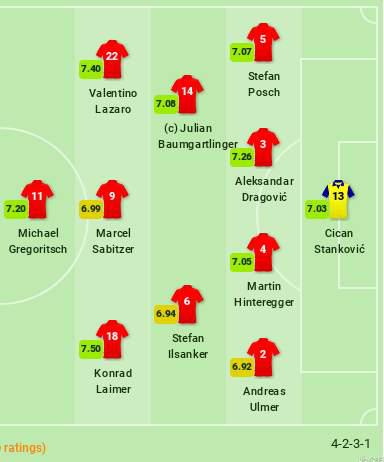 5
7.07
Stefan
Posch
22
7.40
Valentino
Lazaro
14
7.08
(c) Julian
Baumgartlinger
3
7.26
Aleksandar
Dragović
11
7.20
Michael
Gregoritsch
9
6.99
Marcel
Sabitzer
13
7.03
Cican
Stanković
4
7.05
Martin
Hinteregger
6
6.94
Stefan
Ilsanker
18
7.50
Konrad
Laimer
2
6.92
Andreas
Ulmer
ratings)
4-2-3-1